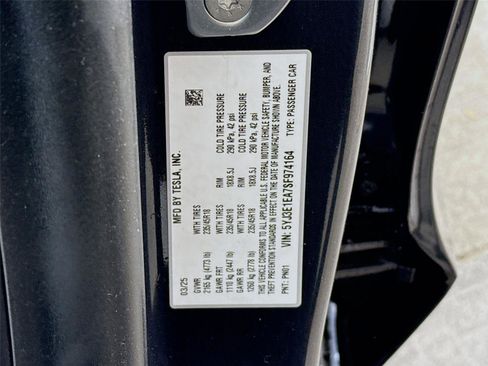 MFD BY TESLA, INC.
03/25
GVWR
2165 kg (4773 lb)
WITH TIRES
235/45R18
RIM
18X8.5J
COLD TIRE PRESSURE
290 kPa, 42 psi
GAWR FRT
1110 kg (2447 lb)
WITH TIRES
235/45R18
RIM
18X8.5J
COLD TIRE PRESSURE
290 kPa, 42 psi
GAWR RR
1260 kg (2778 lb)
THIS VEHICLE CONFORMS TO ALL APPLICABLE U.S. FEDERAL MOTOR VEHICLE SAFETY, BUMPER, AND
THEFT PREVENTION STANDARDS IN EFFECT ON THE DATE OF MANUFACTURE SHOWN ABOVE.
VIN: 5YJ3E1EA7SF974164
TYPE: PASSENGER CAR
PNT: PN01